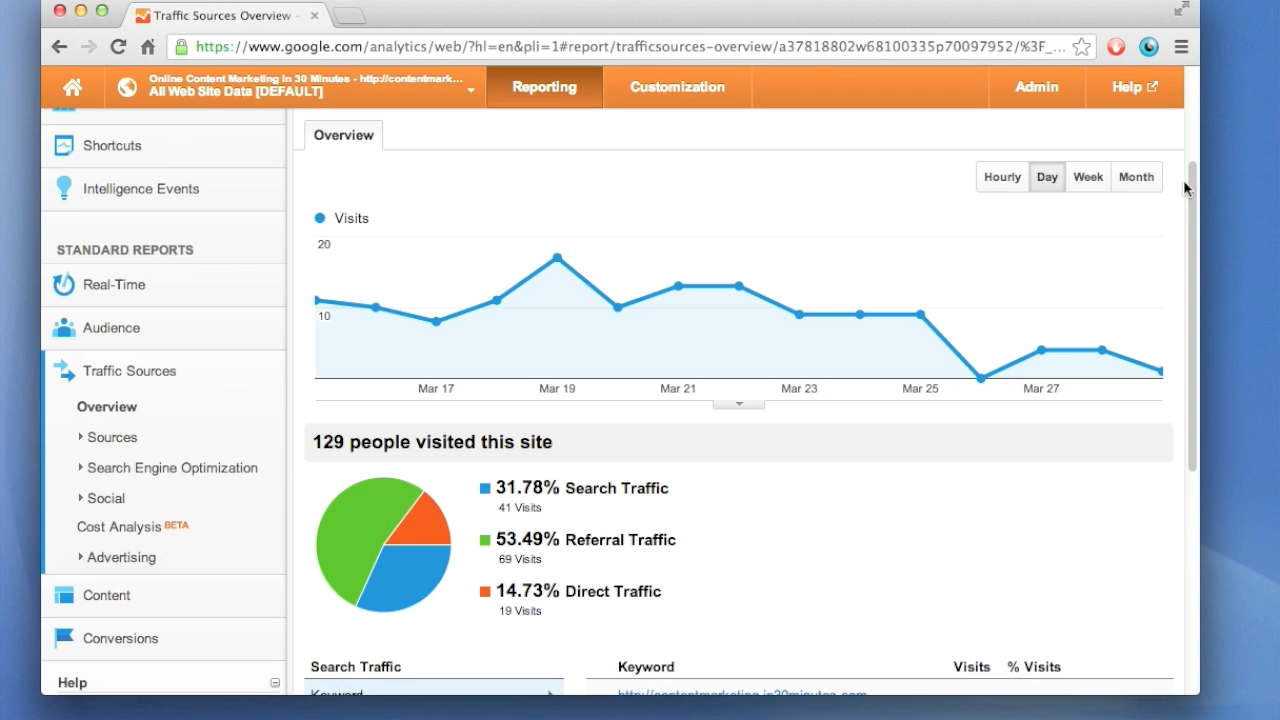 Traffic Sources Overview -
https://www.google.com/analytics/web/?hl=en&pli=1#report/trafficsources-overview/a37818802w68100335p70097952/%3F_...
Online Content Marketing In 30 Minutes - http://contentmark...
All Web Site Data [DEFAULT]
Reporting
Customization
Admin
Help
Shortcuts
Intelligence Events
STANDARD REPORTS
Real-Time
Audience
Traffic Sources
Overview
Sources
Search Engine Optimization
Social
Cost Analysis BETA
Advertising
Content
Conversions
Help
Overview
Hourly Day Week Month
Visits
20
10
Mar 17 Mar 19 Mar 21 Mar 23 Mar 25 Mar 27
129 people visited this site
31.78% Search Traffic
41 Visits
53.49% Referral Traffic
69 Visits
14.73% Direct Traffic
19 Visits
Search Traffic
Keyword
Keyword Visits % Visits
http://contentmarketing.in30minutes.com